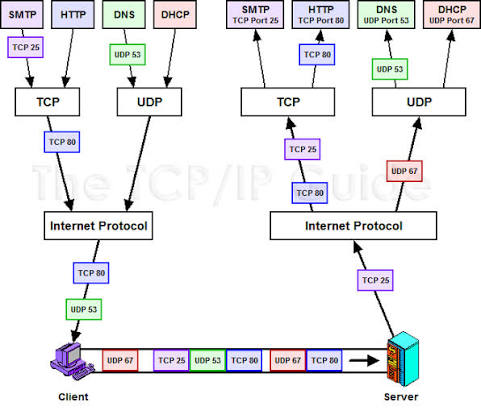 SMTP
HTTP
DNS
DHCP
SMTP
TCP Port 25
HTTP
TCP Port 80
DNS
UDP Port 53
DHCP
UDP Port 67
TCP 25
UDP 53
TCP 80
UDP 53
TCP
UDP
TCP
UDP
TCP 80
TCP 25
UDP 67
TCP 80
The TCP/IP Guide
Internet Protocol
Internet Protocol
TCP 80
UDP 53
TCP 25
UDP 67
TCP 25
UDP 53
TCP 80
UDP 67
TCP 80
Client
Server